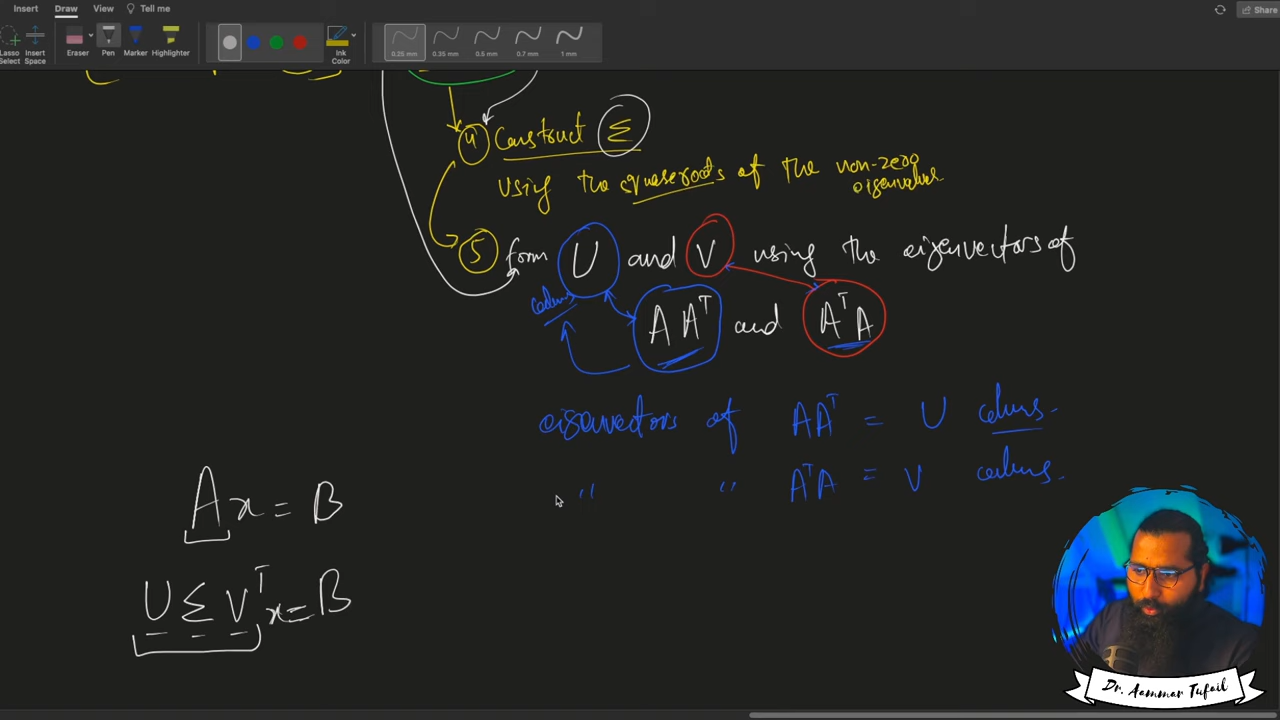 Insert Draw View Tell me
Share
Lasso Select
Insert Space
Eraser
Pen
Marker
Highlighter
Ink Color
0.25 mm
0.35 mm
0.5 mm
0.7 mm
1 mm
4 Construct Σ
using the squareroots of the non-zero
eigenvalues.
5 form U and V using the eigenvectors of
colums
A Aᵀ and AᵀA
eigenvectors of AAᵀ = U colums.
" " AᵀA = V colums.
Ax = B
U Σ Vᵀ x = B
Dr. Aammar Tufail